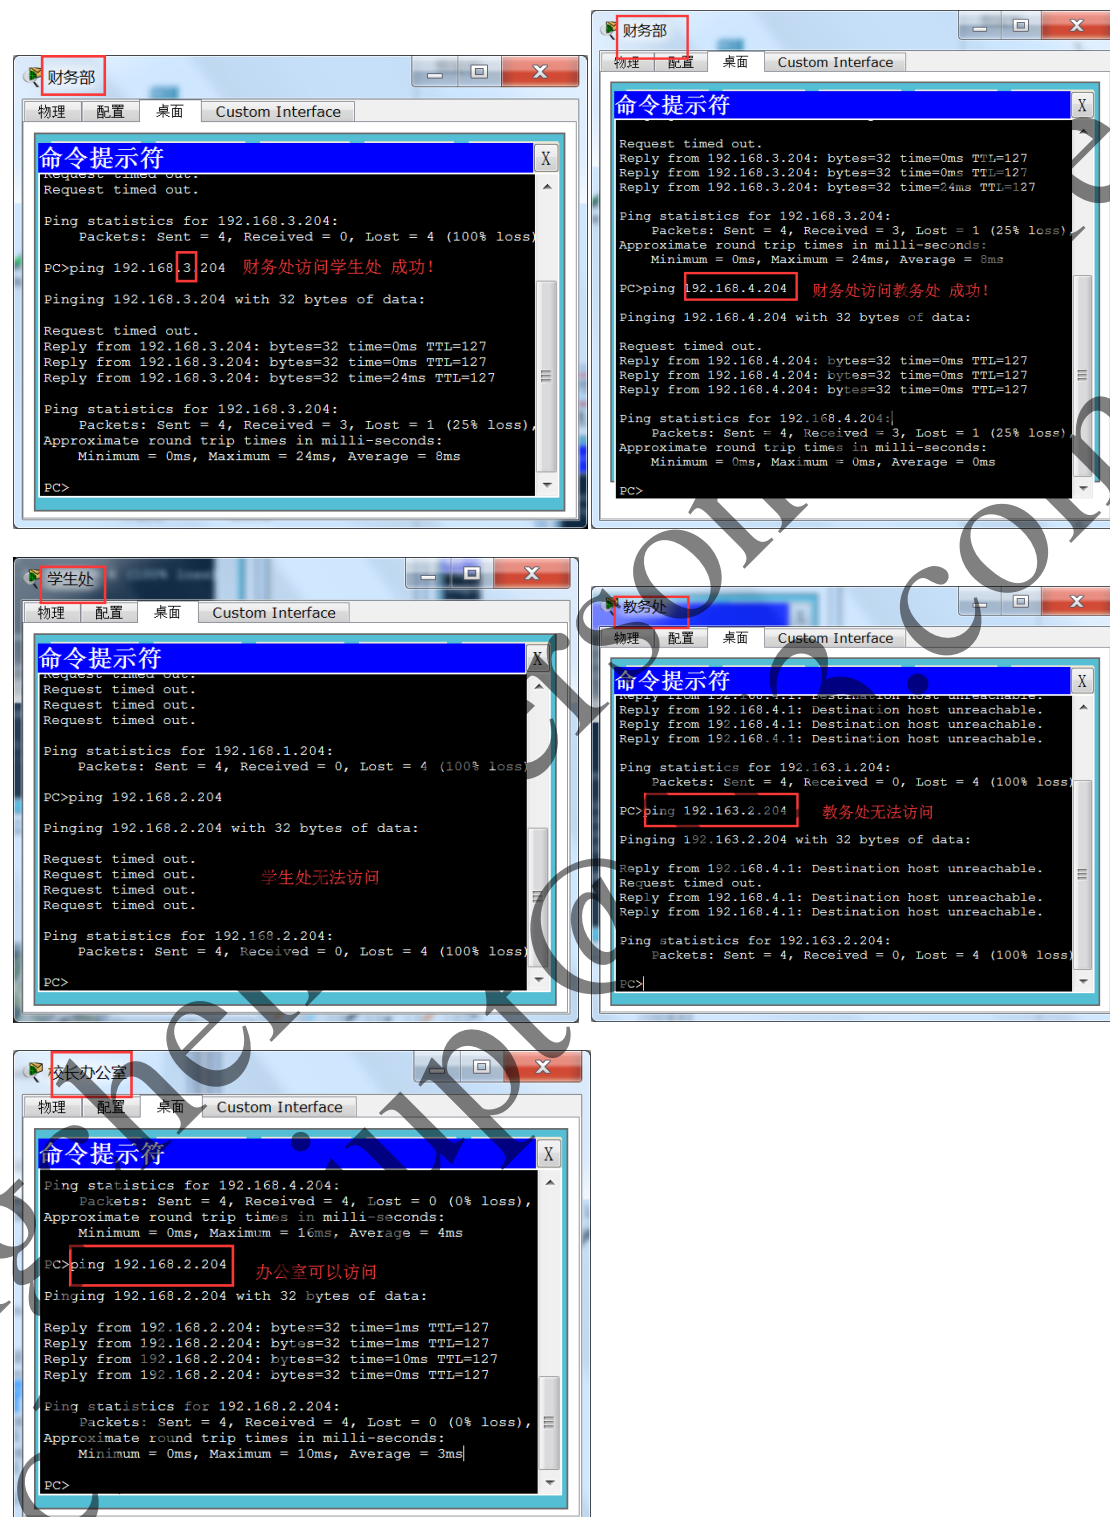 财务部
物理 配置 桌面 Custom Interface
命令提示符 X
Request timed out.
Request timed out.
Ping statistics for 192.168.3.204:
Packets: Sent = 4, Received = 0, Lost = 4 (100% loss)
PC>ping 192.168.3.204 财务处访问学生处 成功!
Pinging 192.168.3.204 with 32 bytes of data:
Request timed out.
Reply from 192.168.3.204: bytes=32 time=0ms TTL=127
Reply from 192.168.3.204: bytes=32 time=0ms TTL=127
Reply from 192.168.3.204: bytes=32 time=24ms TTL=127
Ping statistics for 192.168.3.204:
Packets: Sent = 4, Received = 3, Lost = 1 (25% loss),
Approximate round trip times in milli-seconds:
Minimum = 0ms, Maximum = 24ms, Average = 8ms
PC>
财务部
物理 配置 桌面 Custom Interface
命令提示符 X
Request timed out.
Reply from 192.168.3.204: bytes=32 time=0ms TTL=127
Reply from 192.168.3.204: bytes=32 time=0ms TTL=127
Reply from 192.168.3.204: bytes=32 time=24ms TTL=127
Ping statistics for 192.168.3.204:
Packets: Sent = 4, Received = 3, Lost = 1 (25% loss),
Approximate round trip times in milli-seconds:
Minimum = 0ms, Maximum = 24ms, Average = 8ms
PC>ping 192.168.4.204 财务处访问教务处 成功!
Pinging 192.168.4.204 with 32 bytes of data:
Request timed out.
Reply from 192.168.4.204: bytes=32 time=0ms TTL=127
Reply from 192.168.4.204: bytes=32 time=0ms TTL=127
Reply from 192.168.4.204: bytes=32 time=0ms TTL=127
Ping statistics for 192.168.4.204:
Packets: Sent = 4, Received = 3, Lost = 1 (25% loss),
Approximate round trip times in milli-seconds:
Minimum = 0ms, Maximum = 0ms, Average = 0ms
PC>
学生处
物理 配置 桌面 Custom Interface
命令提示符 X
Request timed out.
Request timed out.
Request timed out.
Request timed out.
Ping statistics for 192.168.1.204:
Packets: Sent = 4, Received = 0, Lost = 4 (100% loss)
PC>ping 192.168.2.204
Pinging 192.168.2.204 with 32 bytes of data:
Request timed out.
Request timed out.
Request timed out.
Request timed out.
学生处无法访问
Ping statistics for 192.168.2.204:
Packets: Sent = 4, Received = 0, Lost = 4 (100% loss)
PC>
教务处
物理 配置 桌面 Custom Interface
命令提示符 X
Reply from 192.168.4.1: Destination host unreachable.
Reply from 192.168.4.1: Destination host unreachable.
Reply from 192.168.4.1: Destination host unreachable.
Reply from 192.168.4.1: Destination host unreachable.
Ping statistics for 192.163.1.204:
Packets: Sent = 4, Received = 0, Lost = 4 (100% loss)
PC>ping 192.163.2.204 教务处无法访问
Pinging 192.163.2.204 with 32 bytes of data:
Reply from 192.168.4.1: Destination host unreachable.
Request timed out.
Reply from 192.168.4.1: Destination host unreachable.
Reply from 192.168.4.1: Destination host unreachable.
Ping statistics for 192.163.2.204:
Packets: Sent = 4, Received = 0, Lost = 4 (100% loss)
PC>
校长办公室
物理 配置 桌面 Custom Interface
命令提示符 X
Ping statistics for 192.168.4.204:
Packets: Sent = 4, Received = 4, Lost = 0 (0% loss),
Approximate round trip times in milli-seconds:
Minimum = 0ms, Maximum = 16ms, Average = 4ms
PC>ping 192.168.2.204 办公室可以访问
Pinging 192.168.2.204 with 32 bytes of data:
Reply from 192.168.2.204: bytes=32 time=1ms TTL=127
Reply from 192.168.2.204: bytes=32 time=1ms TTL=127
Reply from 192.168.2.204: bytes=32 time=10ms TTL=127
Reply from 192.168.2.204: bytes=32 time=0ms TTL=127
Ping statistics for 192.168.2.204:
Packets: Sent = 4, Received = 4, Lost = 0 (0% loss),
Approximate round trip times in milli-seconds:
Minimum = 0ms, Maximum = 10ms, Average = 3ms
PC>